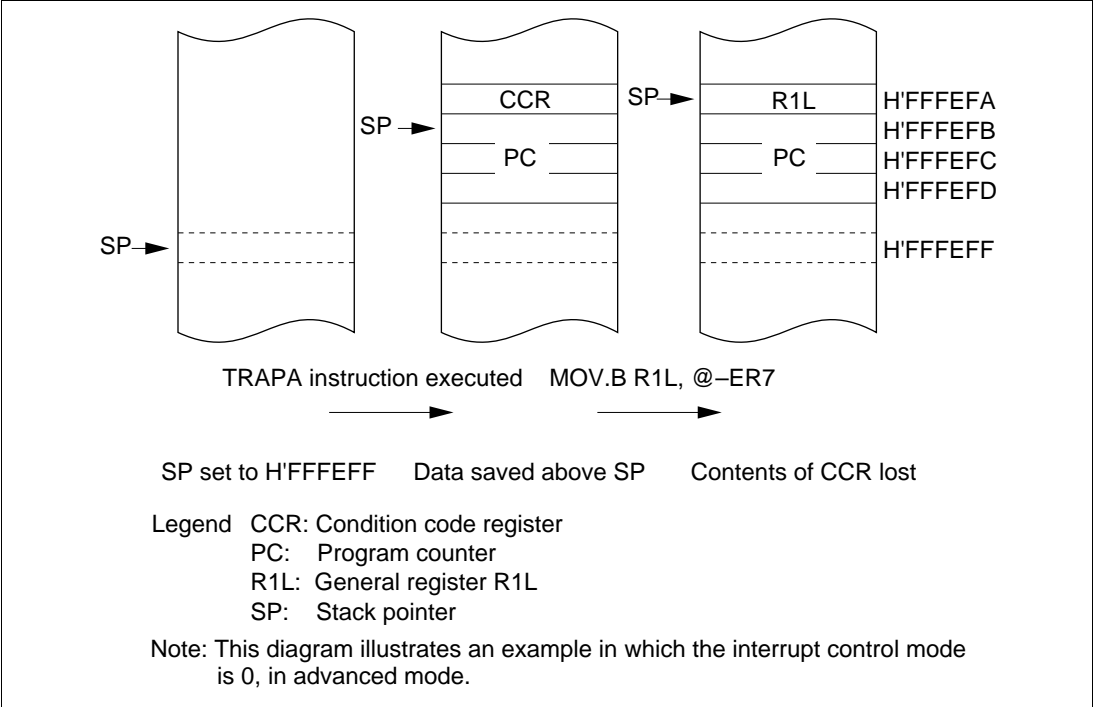 CCR
SP
R1L
H'FFFEFA
SP
H'FFFEFB
PC
PC
H'FFFEFC
H'FFFEFD
SP
H'FFFEFF
TRAPA instruction executed
MOV.B R1L, @–ER7
SP set to H'FFFEFF
Data saved above SP
Contents of CCR lost
Legend CCR: Condition code register
PC: Program counter
R1L: General register R1L
SP: Stack pointer
Note: This diagram illustrates an example in which the interrupt control mode
is 0, in advanced mode.